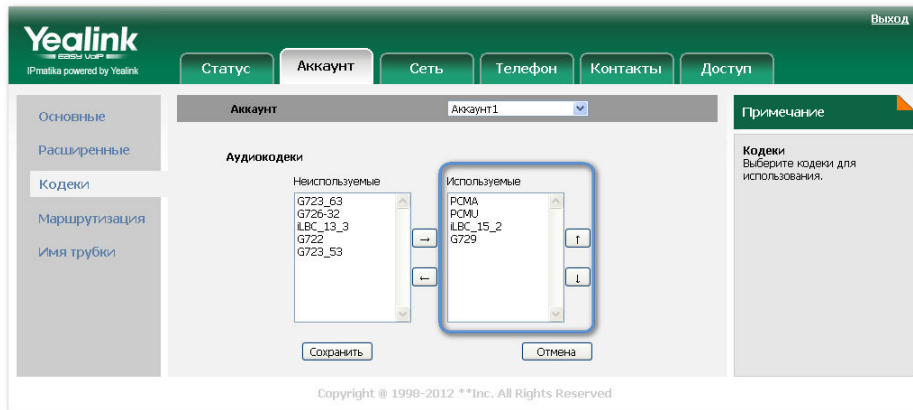 Выход
Yealink
EASY VOIP
IPmatika powered by Yealink
Статус
Аккаунт
Сеть
Телефон
Контакты
Доступ
Основные
Расширенные
Кодеки
Маршрутизация
Имя трубки
Аккаунт
Аккаунт1
Аудиокодеки
Неиспользуемые
G723_63
G726-32
iLBC_13_3
G722
G723_53
→
←
Используемые
PCMA
PCMU
iLBC_15_2
G729
↑
↓
Сохранить
Отмена
Примечание
Кодеки
Выберите кодеки для
использования.
Copyright @ 1998-2012 **Inc. All Rights Reserved